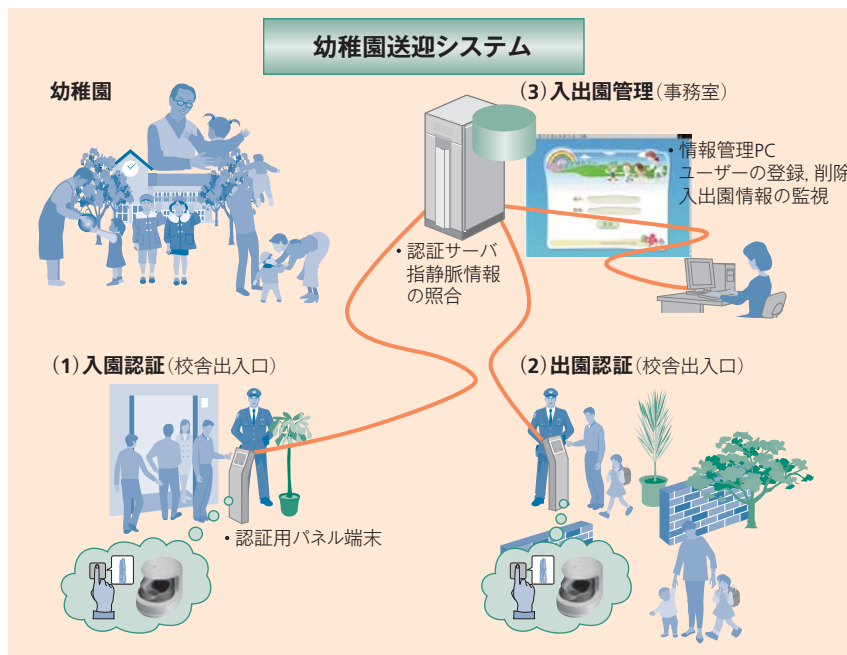 幼稚園送迎システム
幼稚園
(3)入出園管理(事務室)
・情報管理PC
ユーザーの登録, 削除
入出園情報の監視
・認証サーバ
指静脈情報
の照合
(1)入園認証(校舎出入口)
・認証用パネル端末
(2)出園認証(校舎出入口)